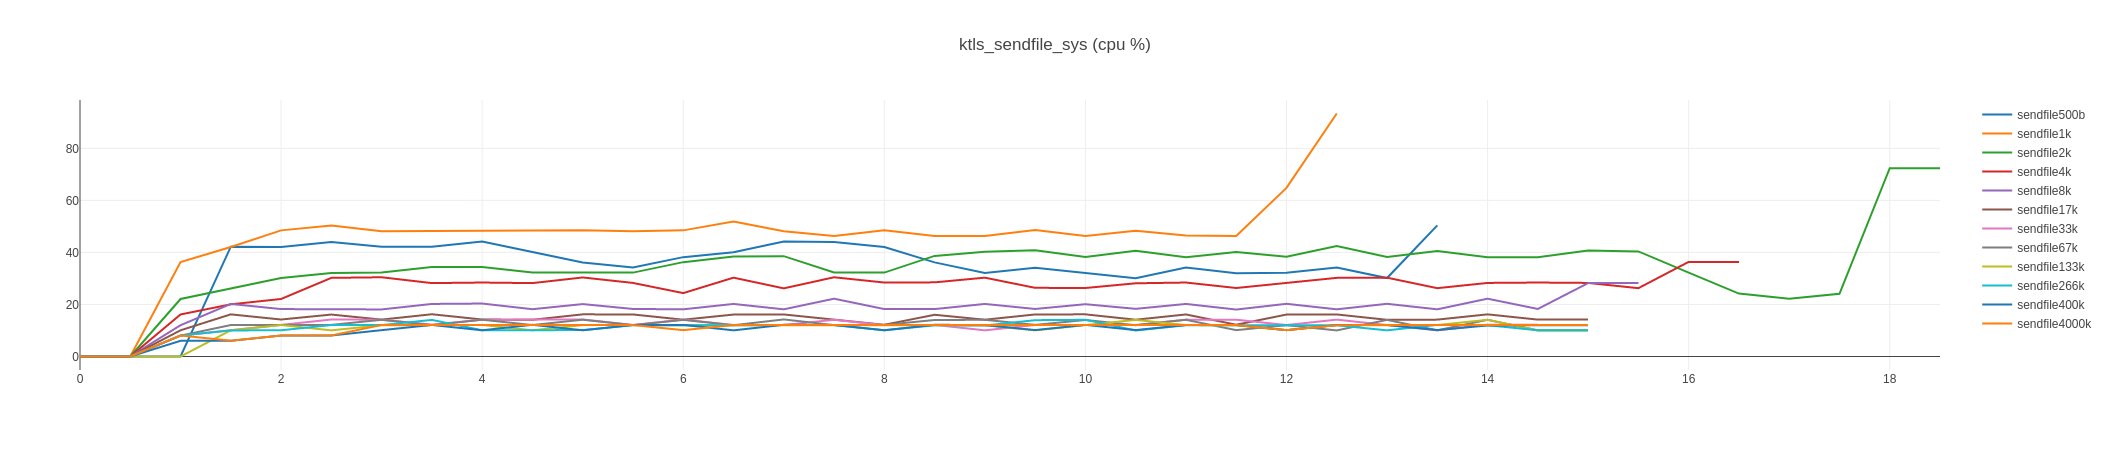 ktls_sendfile_sys (cpu %)
80
60
40
20
0
0 2 4 6 8 10 12 14 16 18
sendfile500b
sendfile1k
sendfile2k
sendfile4k
sendfile8k
sendfile17k
sendfile33k
sendfile67k
sendfile133k
sendfile266k
sendfile400k
sendfile4000k